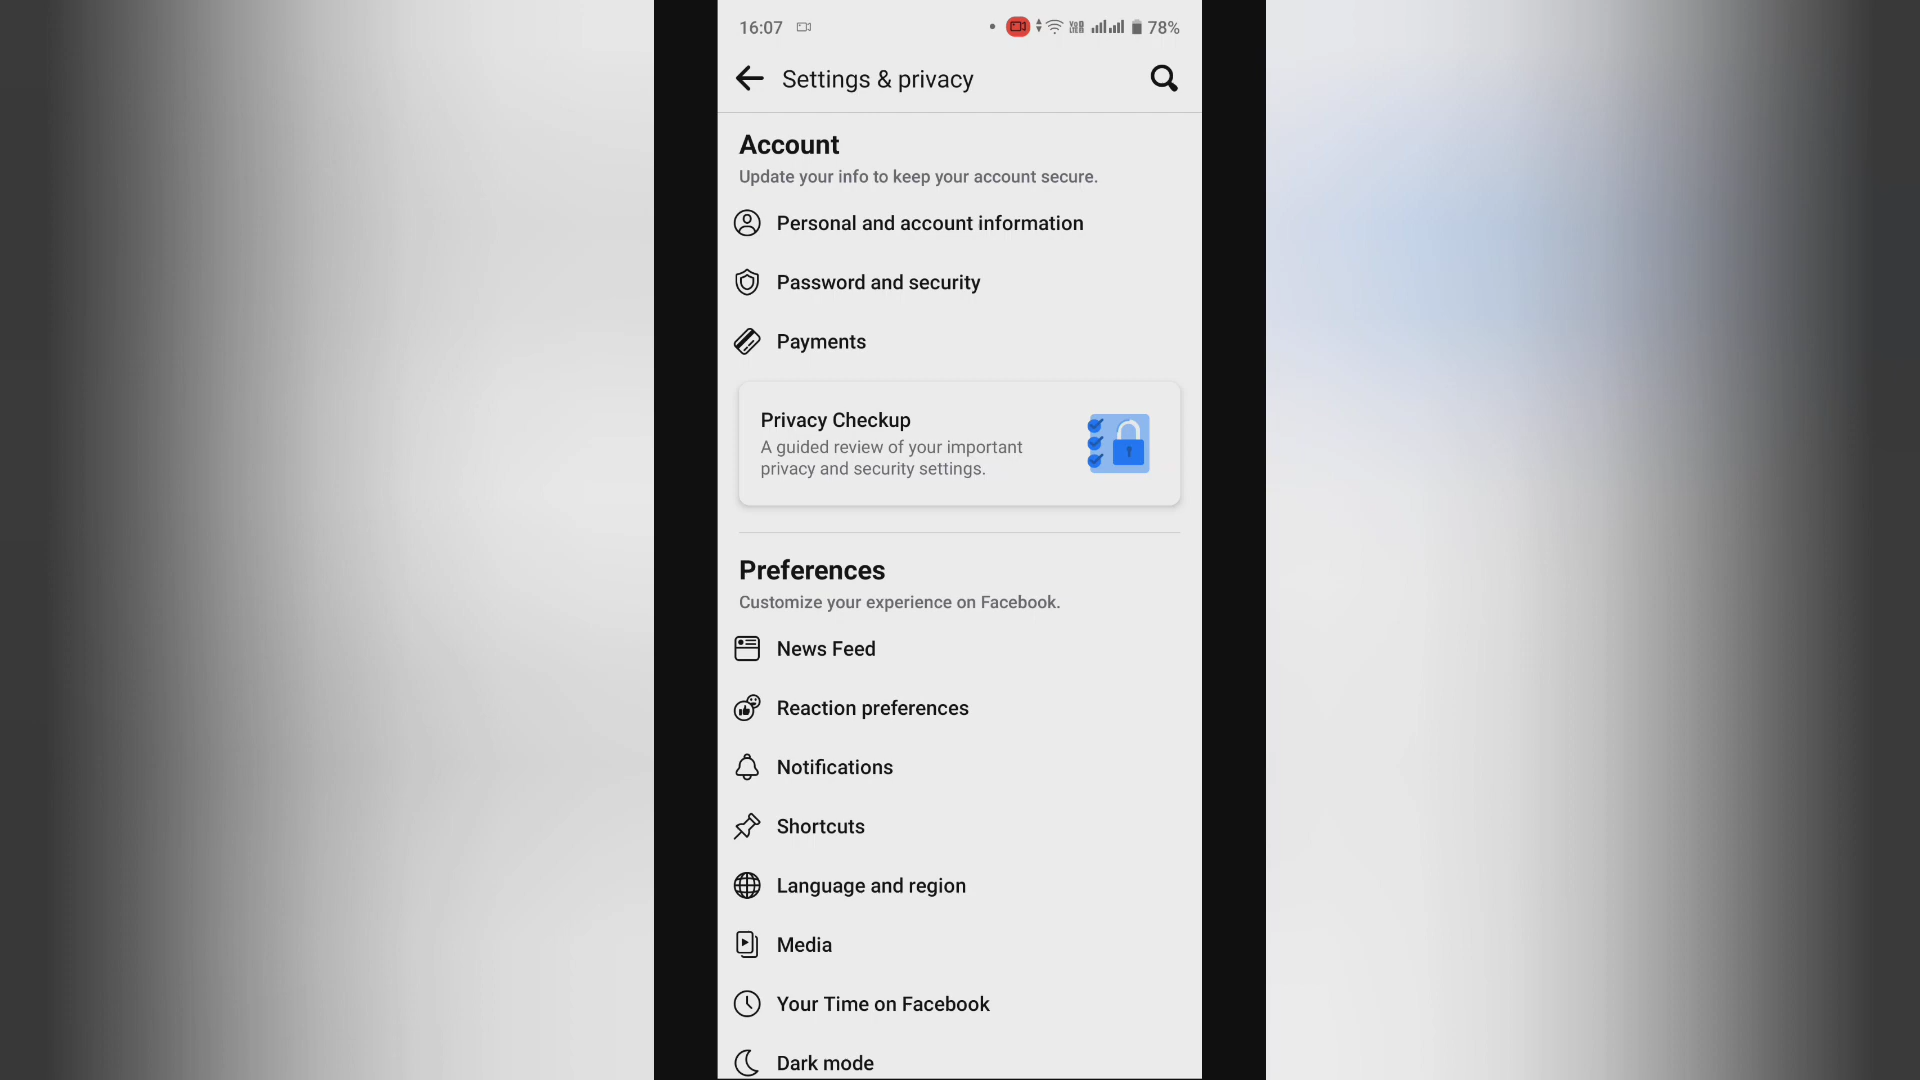 16:07
78%
Settings & privacy
Account
Update your info to keep your account secure.
Personal and account information
Password and security
Payments
Privacy Checkup
A guided review of your important
privacy and security settings.
Preferences
Customize your experience on Facebook.
News Feed
Reaction preferences
Notifications
Shortcuts
Language and region
Media
Your Time on Facebook
Dark mode